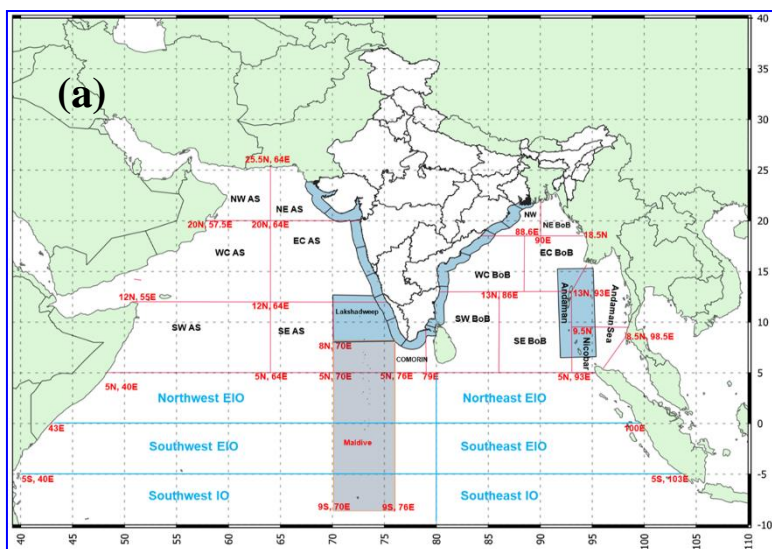 (a)
40
35
30
25
20
15
10
5
0
-5
-10
25.5N, 64E
NW AS
NE AS
NW
NE BoB
20N, 57.5E
20N, 64E
88.6E
18.5N
90E
EC AS
WC AS
EC BoB
WC BoB
12N, 55E
12N, 64E
13N, 86E
13N, 93E
Lakshadweep
Andaman
Andaman Sea
SW AS
SE AS
SW BoB
9.5N
8.5N, 98.5E
8N, 70E
SE BoB
Nicobar
COMORIN
5N, 40E
5N, 64E
5N, 70E
5N, 76E
79E
5N, 93E
Northwest EIO
Northeast EIO
43E
100E
Maldive
Southwest EIO
Southeast EIO
5S, 40E
5S, 103E
Southwest IO
Southeast IO
9S, 70E
9S, 76E
40 45 50 55 60 65 70 75 80 85 90 95 100 105 110